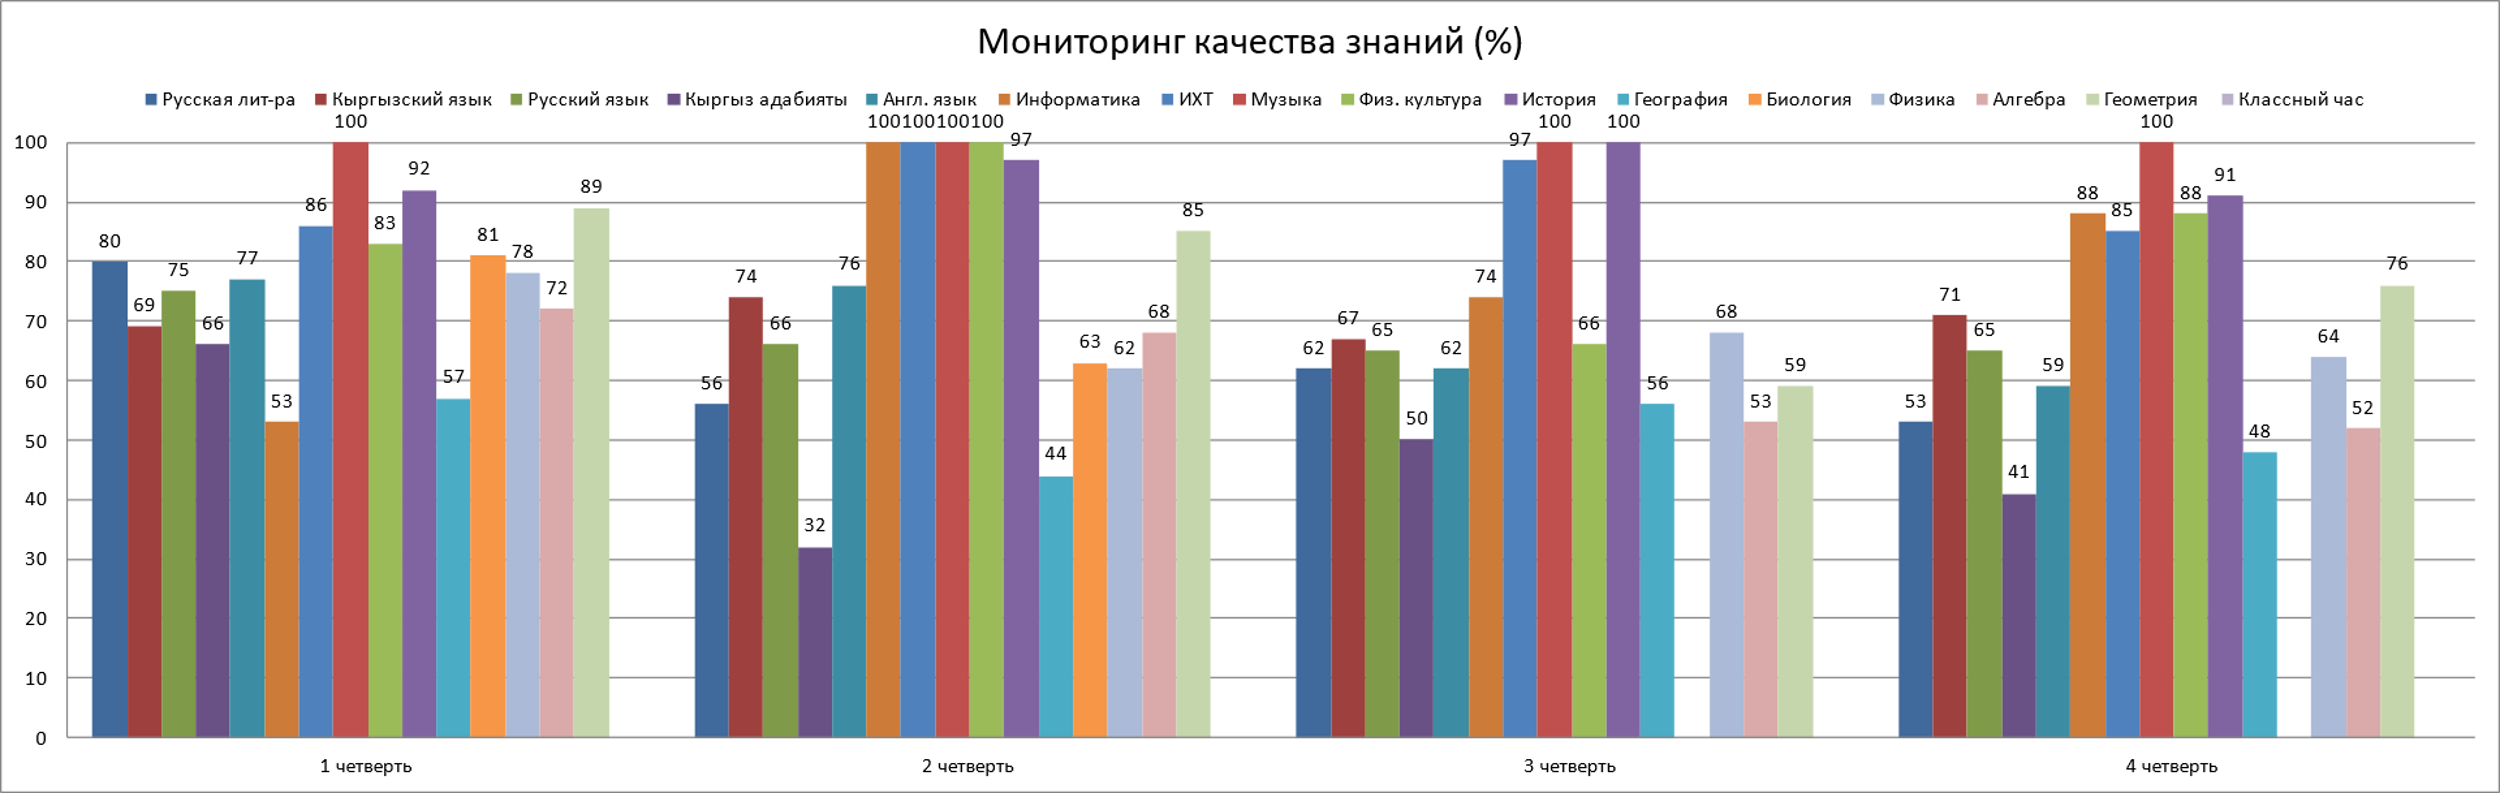 Мониторинг качества знаний (%)
Русская лит-ра Кыргызский язык Русский язык Кыргыз адабияты Англ. язык Информатика ИХТ Музыка Физ. культура История География Биология Физика Алгебра Геометрия Классный час
100
90
80
70
60
50
40
30
20
10
0
80 69 75 66 77 53 86 100 83 92 57 81 78 72 89
56 74 66 32 76 100 100 100 100 97 44 63 62 68 85
62 67 65 50 62 74 97 100 66 100 56 68 53 59
53 71 65 41 59 88 85 100 88 91 48 64 52 76
1 четверть 2 четверть 3 четверть 4 четверть